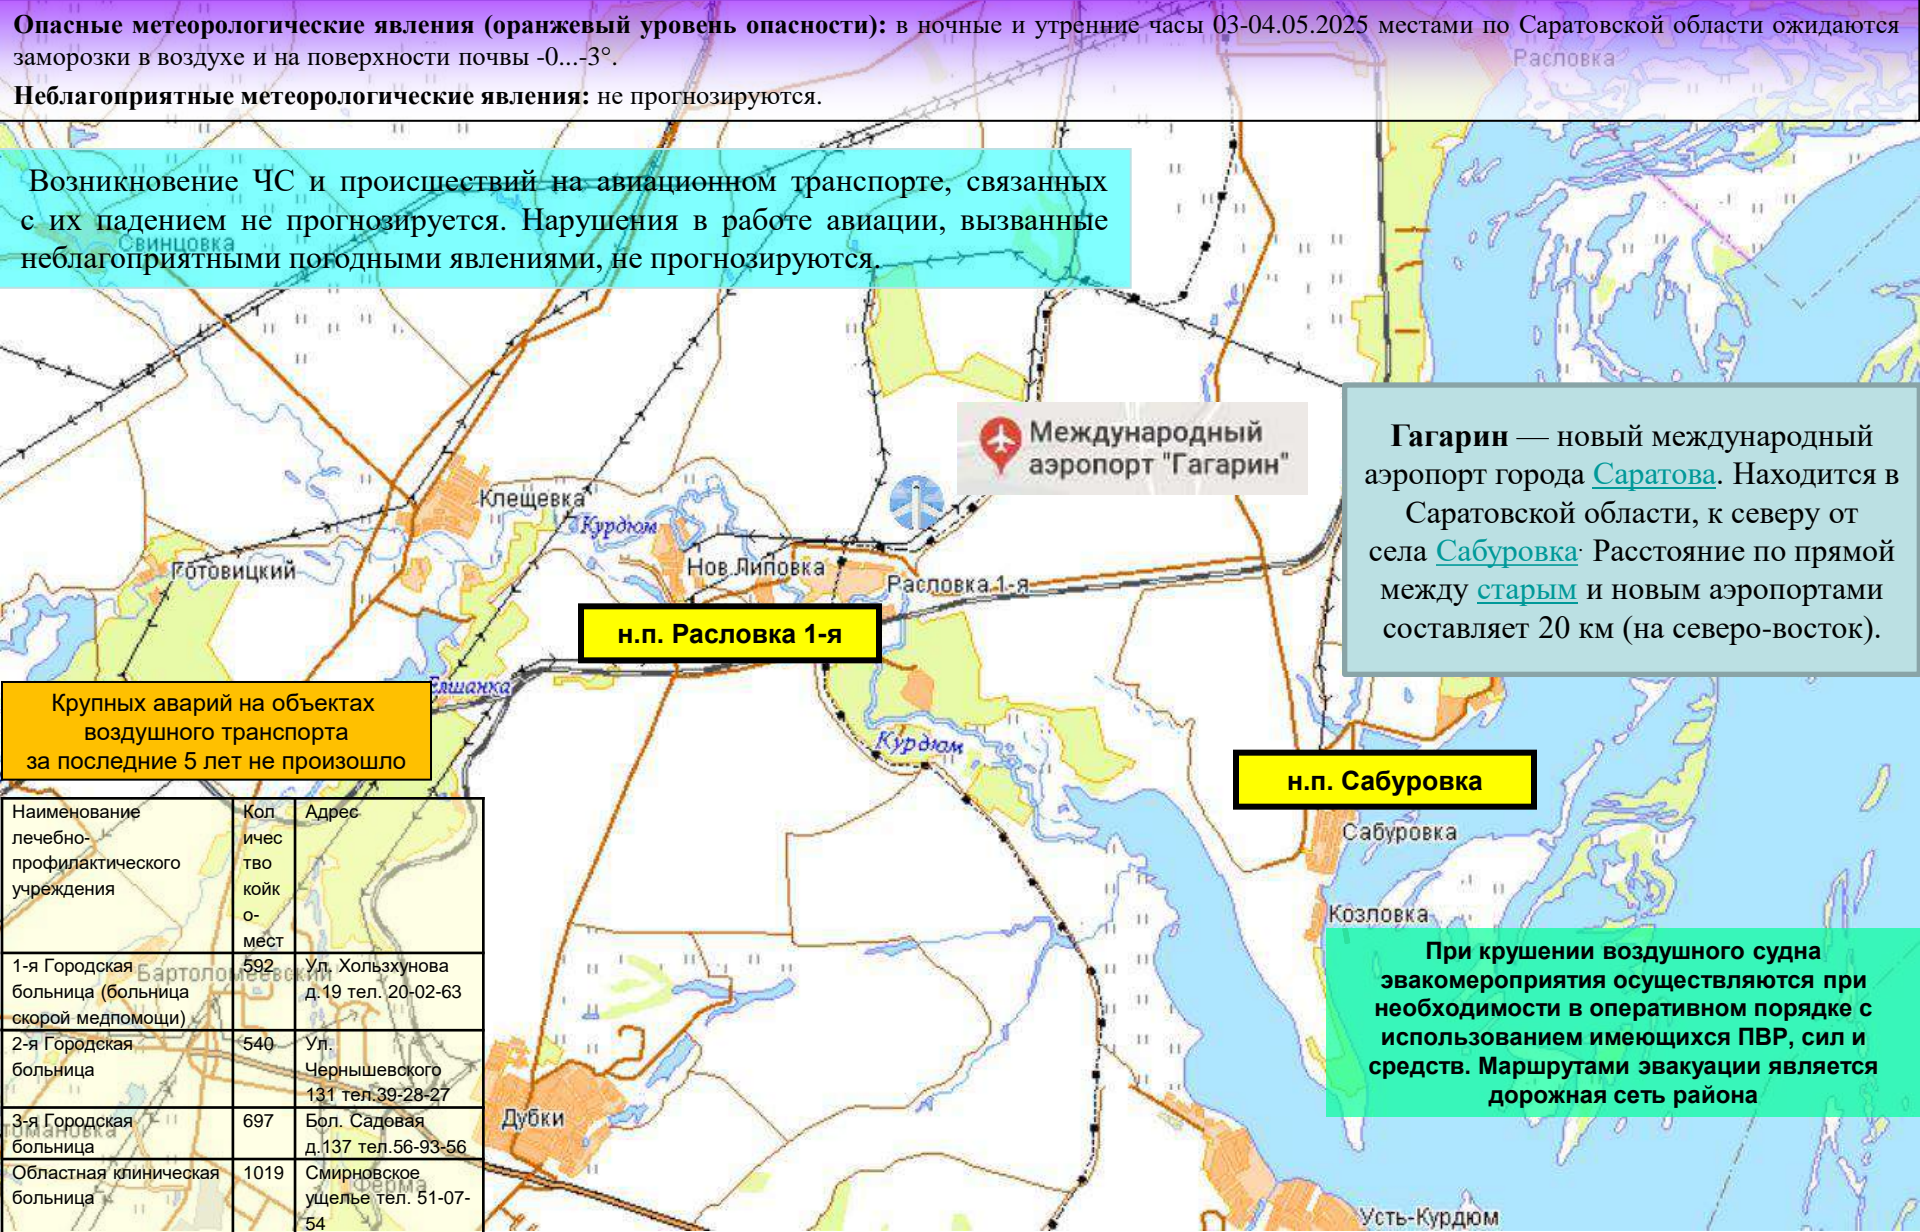 Опасные метеорологические явления (оранжевый уровень опасности): в ночные и утренние часы 03-04.05.2025 местами по Саратовской области ожидаются
заморозки в воздухе и на поверхности почвы -0...-3°.
Неблагоприятные метеорологические явления: не прогнозируются.
Расловка
Возникновение ЧС и происшествий на авиационном транспорте, связанных
с их падением не прогнозируется. Нарушения в работе авиации, вызванные
неблагоприятными погодными явлениями, не прогнозируются.
Свинцовка
Международный
аэропорт "Гагарин"
Гагарин — новый международный
аэропорт города Саратова. Находится в
Саратовской области, к северу от
села Сабуровка. Расстояние по прямой
между старым и новым аэропортами
составляет 20 км (на северо-восток).
Клещевка
Курдюм
Готовицкий
Нов.Липовка
Расловка 1-я
н.п. Расловка 1-я
Елшанка
Курдюм
Крупных аварий на объектах
воздушного транспорта
за последние 5 лет не произошло
н.п. Сабуровка
Сабуровка
Козловка
Наименование
лечебно-
профилактического
учреждения
Кол
ичес
тво
койк
о-
мест
Адрес
1-я Городская
больница (больница
скорой медпомощи)
592
Ул. Хользхунова
д.19 тел. 20-02-63
2-я Городская
больница
540
Ул.
Чернышевского
131 тел.39-28-27
3-я Городская
больница
697
Бол. Садовая
д.137 тел.56-93-56
Областная клиническая
больница
1019
Смирновское
ущелье тел. 51-07-
54
Бартоломеевский
Ферма
Дубки
При крушении воздушного судна
эвакомероприятия осуществляются при
необходимости в оперативном порядке с
использованием имеющихся ПВР, сил и
средств. Маршрутами эвакуации является
дорожная сеть района
Усть-Курдюм